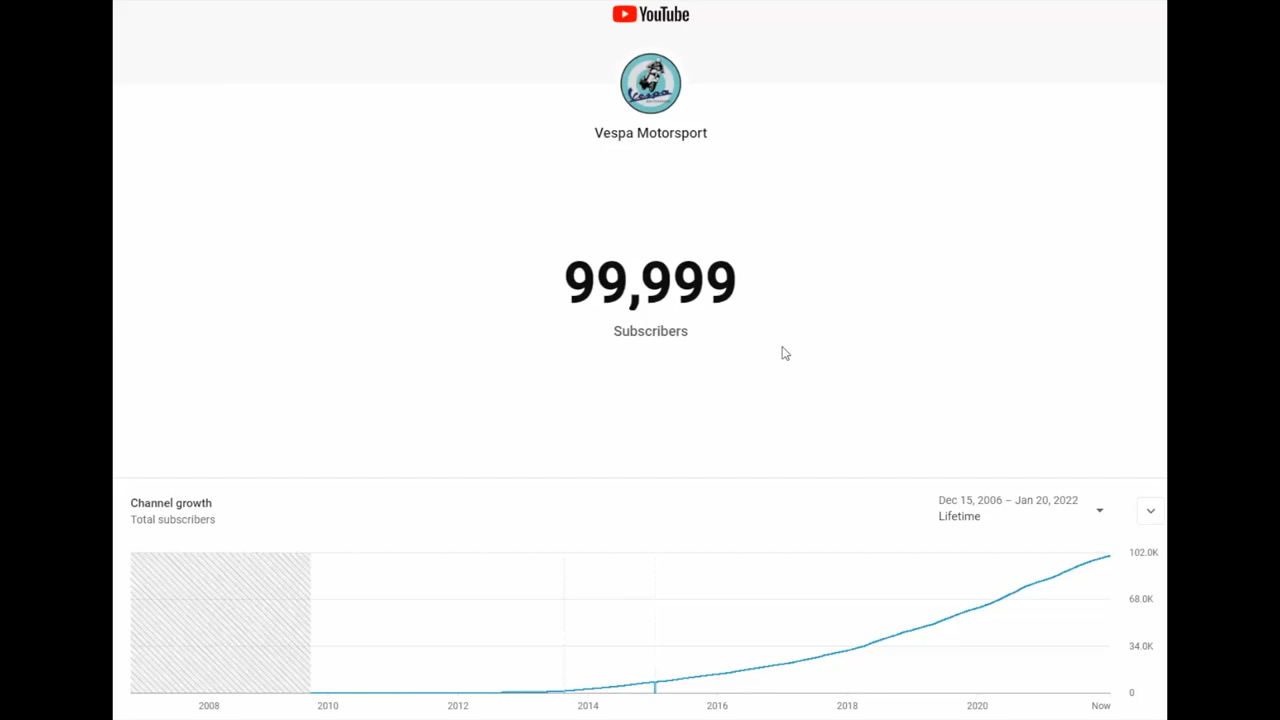 YouTube
Vespa
Vespa Motorsport
99,999
Subscribers
Channel growth
Total subscribers
Dec 15, 2006 – Jan 20, 2022
Lifetime
102.0K
68.0K
34.0K
0
2008 2010 2012 2014 2016 2018 2020 Now